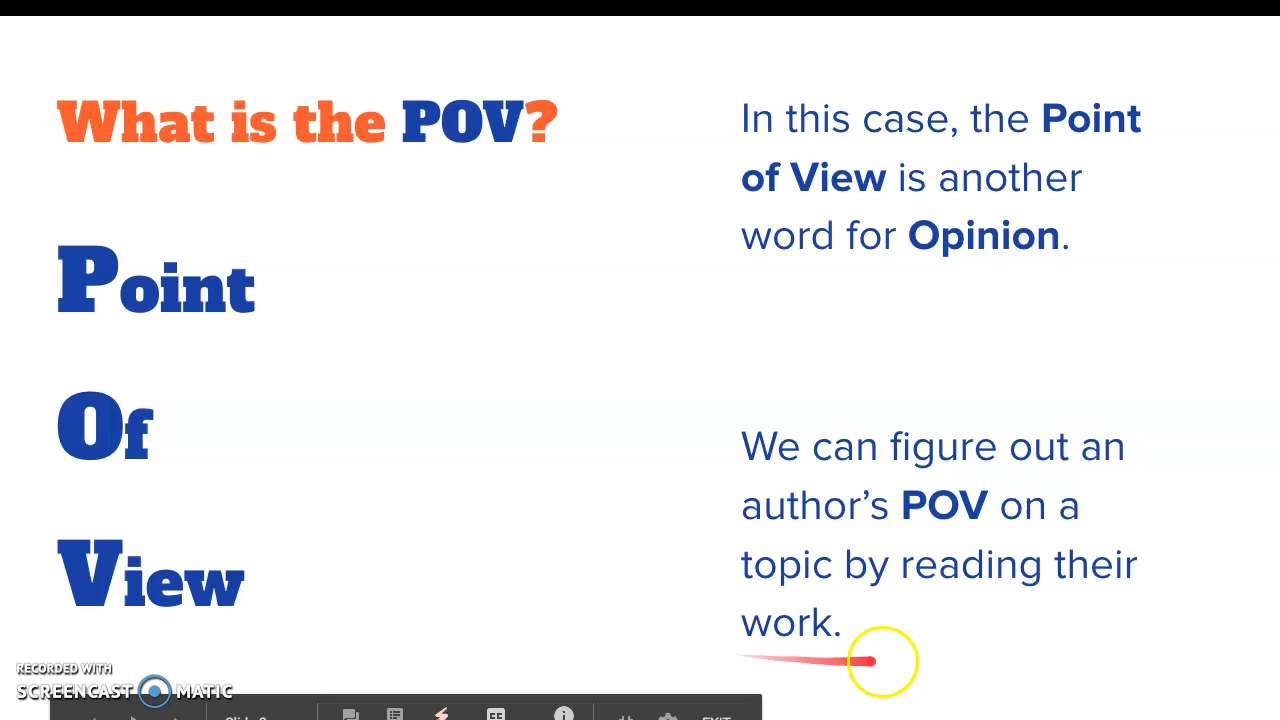 What is the POV?
Point
Of
View
In this case, the Point
of View is another
word for Opinion.
We can figure out an
author's POV on a
topic by reading their
work.
RECORDED WITH
SCREENCAST MATIC